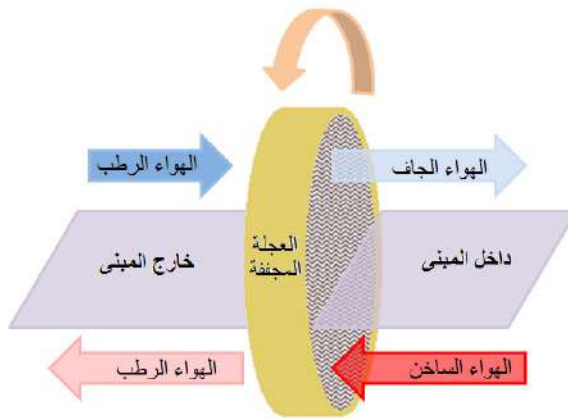 الهواء الرطب
الهواء الجاف
العجلة
المجففة
داخل المبنى
خارج المبنى
الهواء الساخن
الهواء الرطب